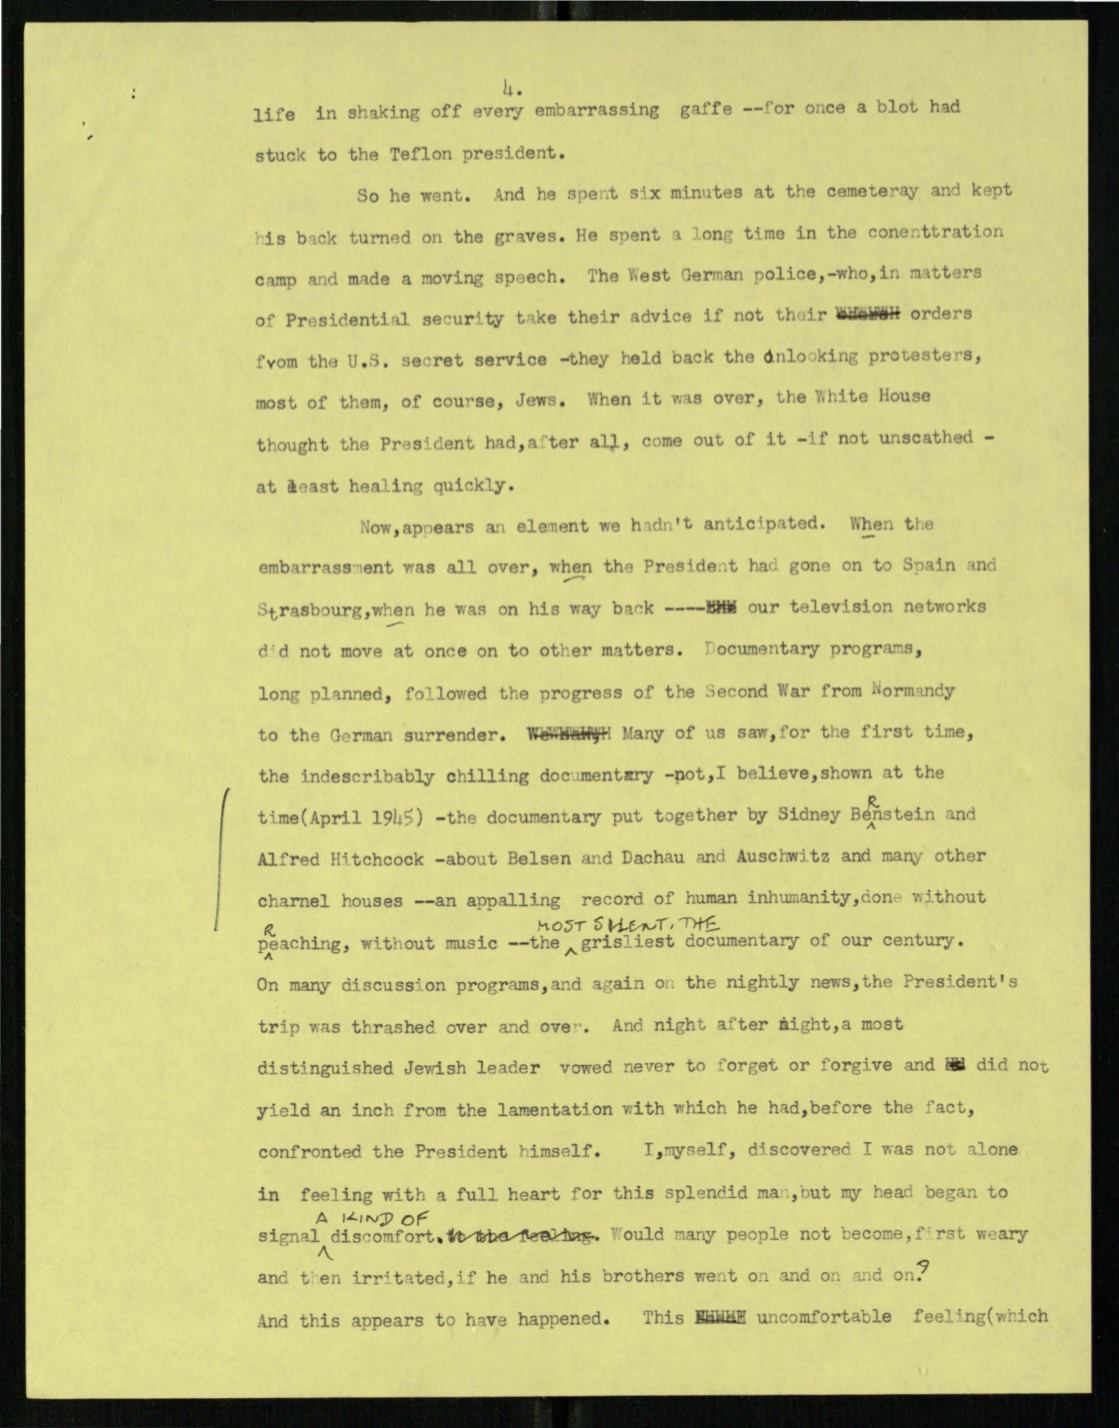 4.
life in shaking off every embarrassing gaffe --for once a blot had
stuck to the Teflon president.
So he went. And he spent six minutes at the cemeteray and kept
his back turned on the graves. He spent a long time in the conenttration
camp and made a moving speech. The West German police,-who,in matters
of Presidential security take their advice if not their orders
from the U.S. secret service -they held back the onlooking protesters,
most of them, of course, Jews. When it was over, the White House
thought the President had,after all, come out of it -if not unscathed -
at least healing quickly.
Now,appears an element we hadn't anticipated. When the
embarrassment was all over, when the President had gone on to Spain and
Strasbourg,when he was on his way back ---- our television networks
did not move at once on to other matters. Documentary programs,
long planned, followed the progress of the Second War from Normandy
to the German surrender. Many of us saw,for the first time,
the indescribably chilling documentary -not,I believe,shown at the
R
time(April 1945) -the documentary put together by Sidney Benstein and
Alfred Hitchcock -about Belsen and Dachau and Auschwitz and many other
charnel houses --an appalling record of human inhumanity,done without
R MOST SILENT, THE
peaching, without music --the grisliest documentary of our century.
On many discussion programs,and again on the nightly news,the President's
trip was thrashed over and over. And night after night,a most
distinguished Jewish leader vowed never to forget or forgive and did not
yield an inch from the lamentation with which he had,before the fact,
confronted the President himself. I,myself, discovered I was not alone
in feeling with a full heart for this splendid man,but my head began to
A KIND OF
signal discomfort. to the feeling. Would many people not become,first weary
and then irritated,if he and his brothers went on and on and on?
And this appears to have happened. This uncomfortable feeling(which